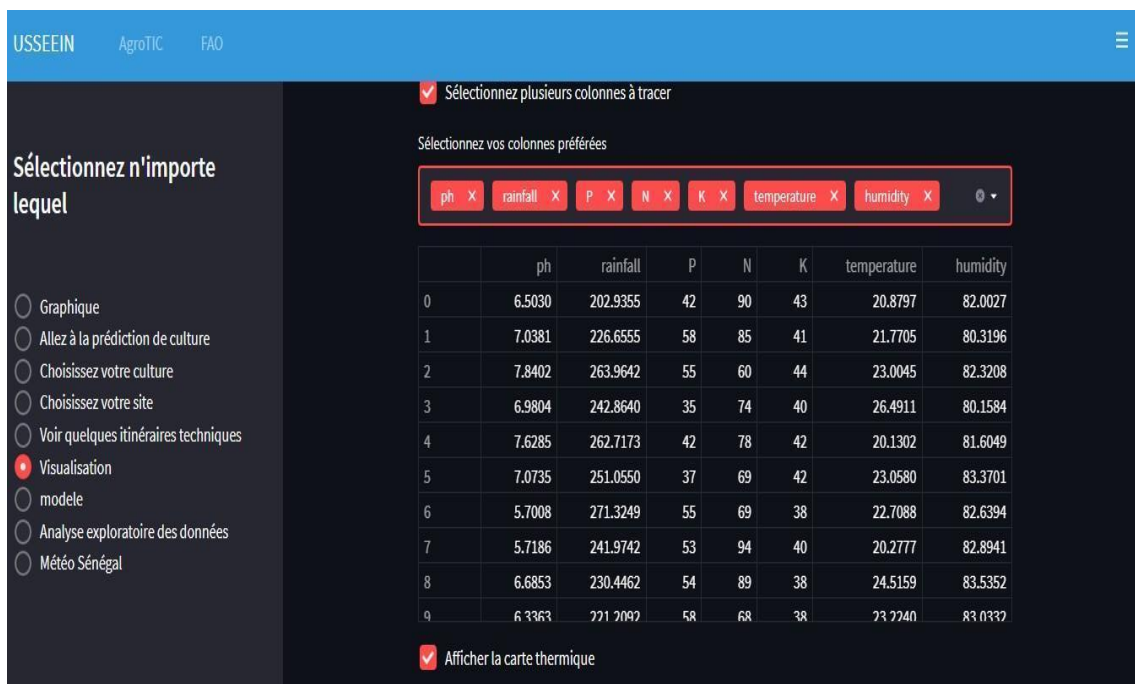 USSEEIN AgroTIC FAO
Sélectionnez n'importe
lequel
Graphique
Allez à la prédiction de culture
Choisissez votre culture
Choisissez votre site
Voir quelques itinéraires techniques
Visualisation
modele
Analyse exploratoire des données
Météo Sénégal
Sélectionnez plusieurs colonnes à tracer
Sélectionnez vos colonnes préférées
ph rainfall P N K temperature humidity
ph rainfall P N K temperature humidity
0 6.5030 202.9355 42 90 43 20.8797 82.0027
1 7.0381 226.6555 58 85 41 21.7705 80.3196
2 7.8402 263.9642 55 60 44 23.0045 82.3208
3 6.9804 242.8640 35 74 40 26.4911 80.1584
4 7.6285 262.7173 42 78 42 20.1302 81.6049
5 7.0735 251.0550 37 69 42 23.0580 83.3701
6 5.7008 271.3249 55 69 38 22.7088 82.6394
7 5.7186 241.9742 53 94 40 20.2777 82.8941
8 6.6853 230.4462 54 89 38 24.5159 83.5352
9 6.3363 221.2092 58 68 38 23.2240 83.0332
Afficher la carte thermique